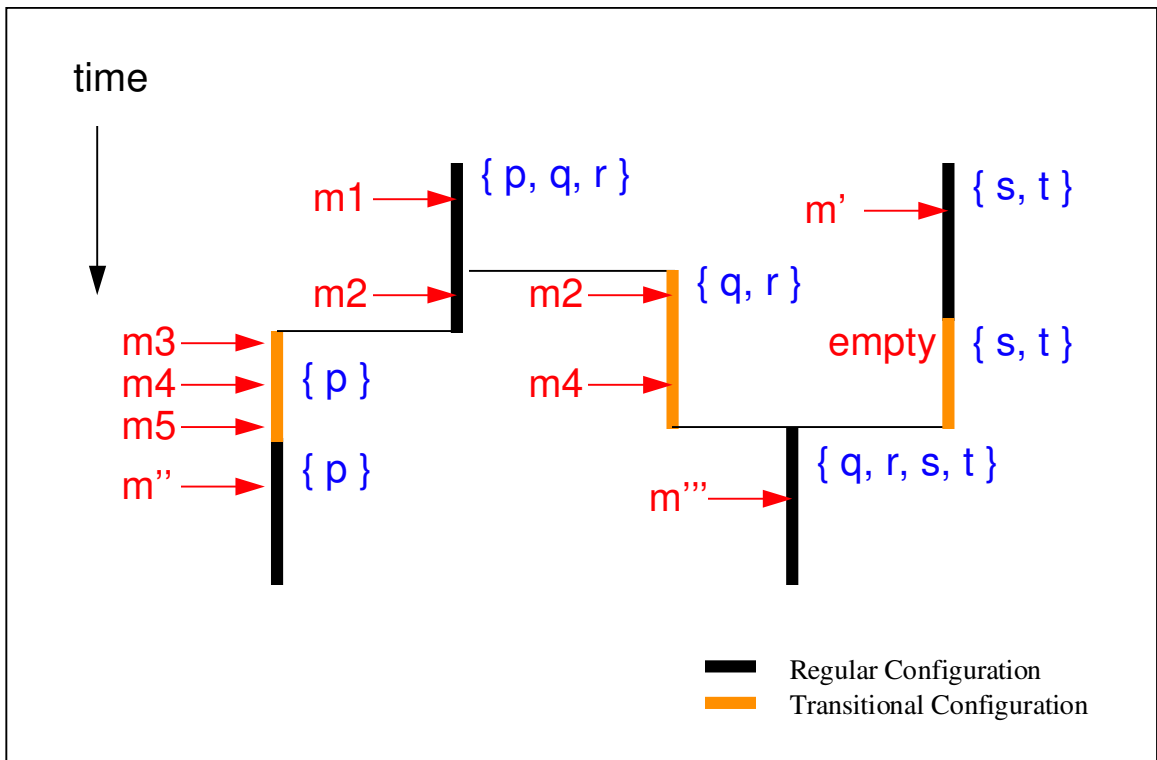 time
{ p, q, r }
{ s, t }
m1
m'
m2
m2
{ q, r }
m3
empty
{ s, t }
m4
{ p }
m4
m5
m''
{ p }
{ q, r, s, t }
m'''
Regular Configuration
Transitional Configuration